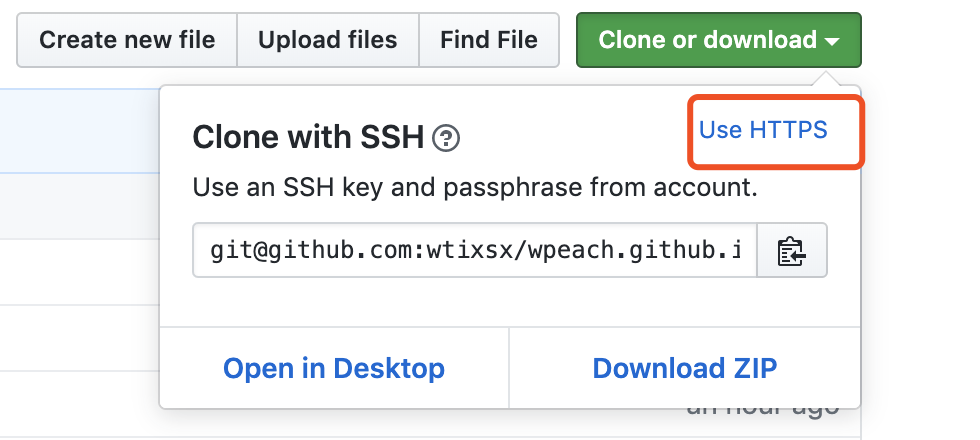 Create new file
Upload files
Find File
Clone or download
Clone with SSH
Use HTTPS
Use an SSH key and passphrase from account.
git@github.com:wtixsx/wpeach.github.i
Open in Desktop
Download ZIP
an hour ago